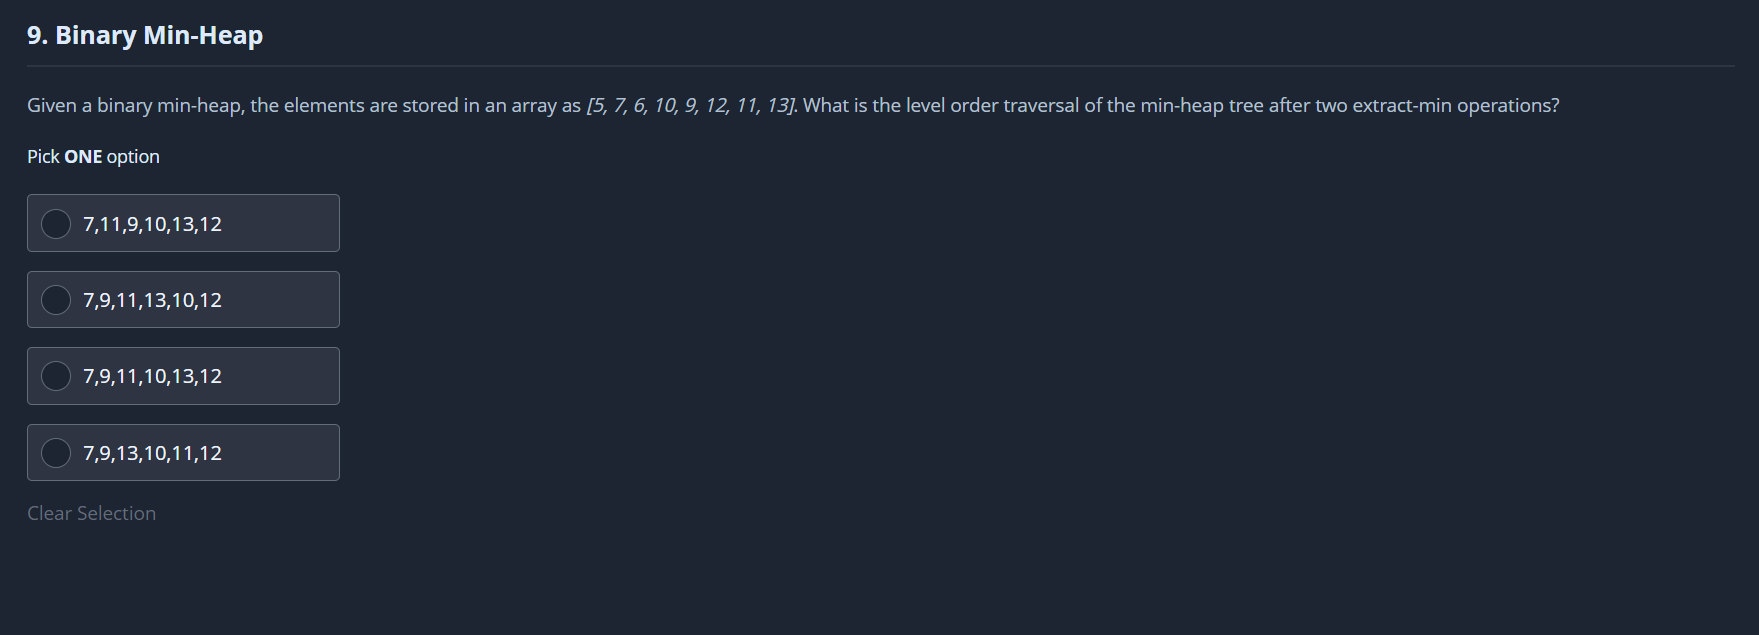 9. Binary Min-Heap
Given a binary min-heap, the elements are stored in an array as [5, 7, 6, 10, 9, 12, 11, 13]. What is the level order traversal of the min-heap tree after two extract-min operations?
Pick ONE option
7,11,9,10,13,12
7,9,11,13,10,12
7,9,11,10,13,12
7,9,13,10,11,12
Clear Selection